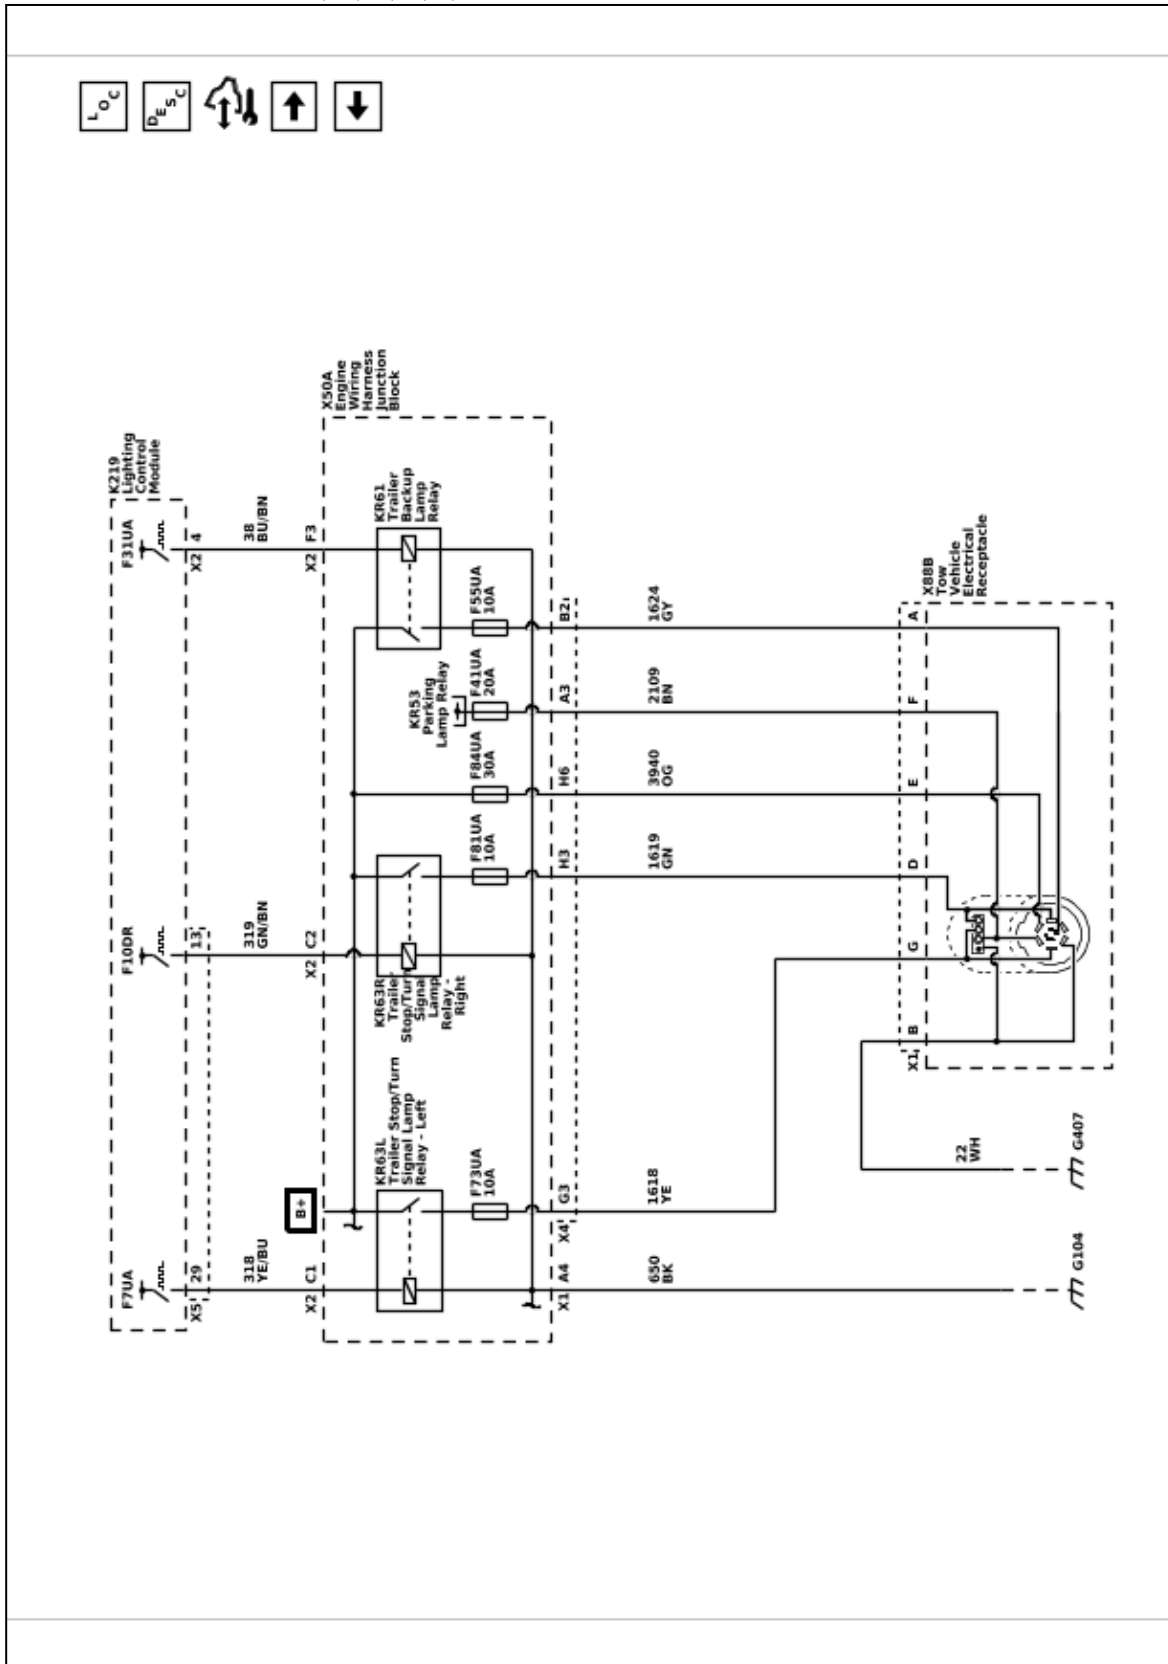 LOC
DESC
K219
Lighting
Control
Module
F7UA
F10DR
F31UA
X5
29
13
X2
4
318
YE/BU
319
GN/BN
38
BU/BN
X2
C1
X2
C2
X2
F3
B+
X50A
Engine
Wiring
Harness
Junction
Block
KR63L
Trailer Stop/Turn
Signal Lamp
Relay - Left
KR63R
Trailer
Stop/Turn
Signal
Lamp
Relay -
Right
KR53
Parking
Lamp Relay
KR61
Trailer
Backup
Lamp
Relay
F73UA
10A
F81UA
10A
F84UA
30A
F41UA
20A
F55UA
10A
X1
A4
X4
G3
H3
H6
A3
B2
650
BK
1618
YE
1619
GN
3940
OG
2109
BN
1624
GY
22
WH
X1
B
G
D
E
F
A
X88B
Tow
Vehicle
Electrical
Receptacle
G104
G407